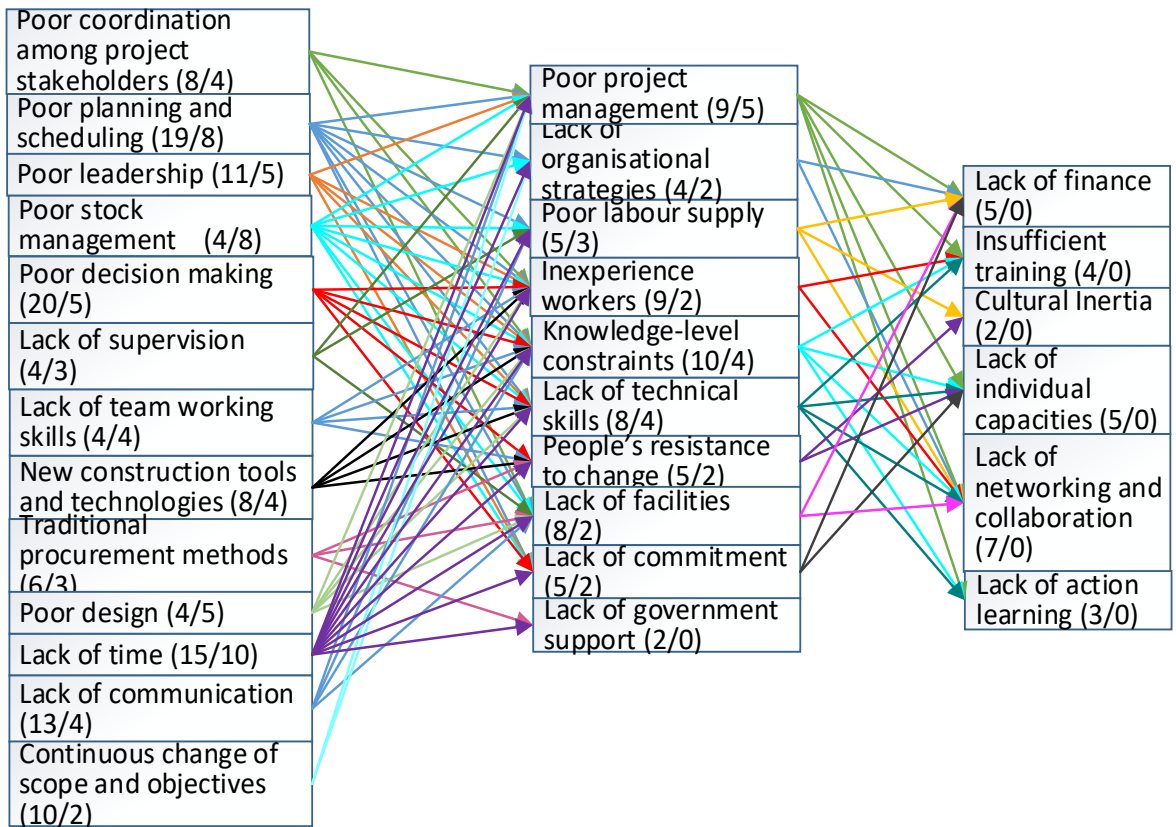 Poor coordination
among project
stakeholders (8/4)
Poor planning and
scheduling (19/8)
Poor leadership (11/5)
Poor stock
management (4/8)
Poor decision making
(20/5)
Lack of supervision
(4/3)
Lack of team working
skills (4/4)
New construction tools
and technologies (8/4)
Traditional
procurement methods
(6/3)
Poor design (4/5)
Lack of time (15/10)
Lack of communication
(13/4)
Continuous change of
scope and objectives
(10/2)
Poor project
management (9/5)
Lack of
organisational
strategies (4/2)
Poor labour supply
(5/3)
Inexperience
workers (9/2)
Knowledge-level
constraints (10/4)
Lack of technical
skills (8/4)
People's resistance
to change (5/2)
Lack of facilities
(8/2)
Lack of commitment
(5/2)
Lack of government
support (2/0)
Lack of finance
(5/0)
Insufficient
training (4/0)
Cultural Inertia
(2/0)
Lack of
individual
capacities (5/0)
Lack of
networking and
collaboration
(7/0)
Lack of action
learning (3/0)